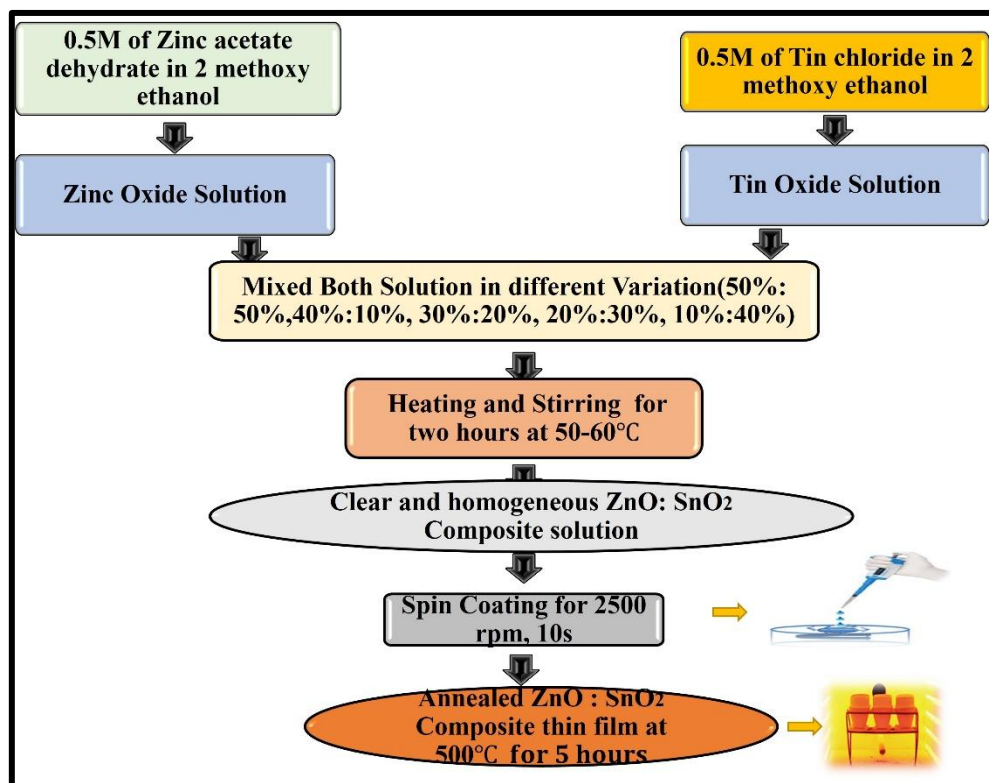 0.5M of Zinc acetate
dehydrate in 2 methoxy
ethanol
0.5M of Tin chloride in 2
methoxy ethanol
Zinc Oxide Solution
Tin Oxide Solution
Mixed Both Solution in different Variation(50%:
50%,40%:10%, 30%:20%, 20%:30%, 10%:40%)
Heating and Stirring for
two hours at 50-60℃
Clear and homogeneous ZnO: SnO₂
Composite solution
Spin Coating for 2500
rpm, 10s
Annealed ZnO : SnO₂
Composite thin film at
500℃ for 5 hours